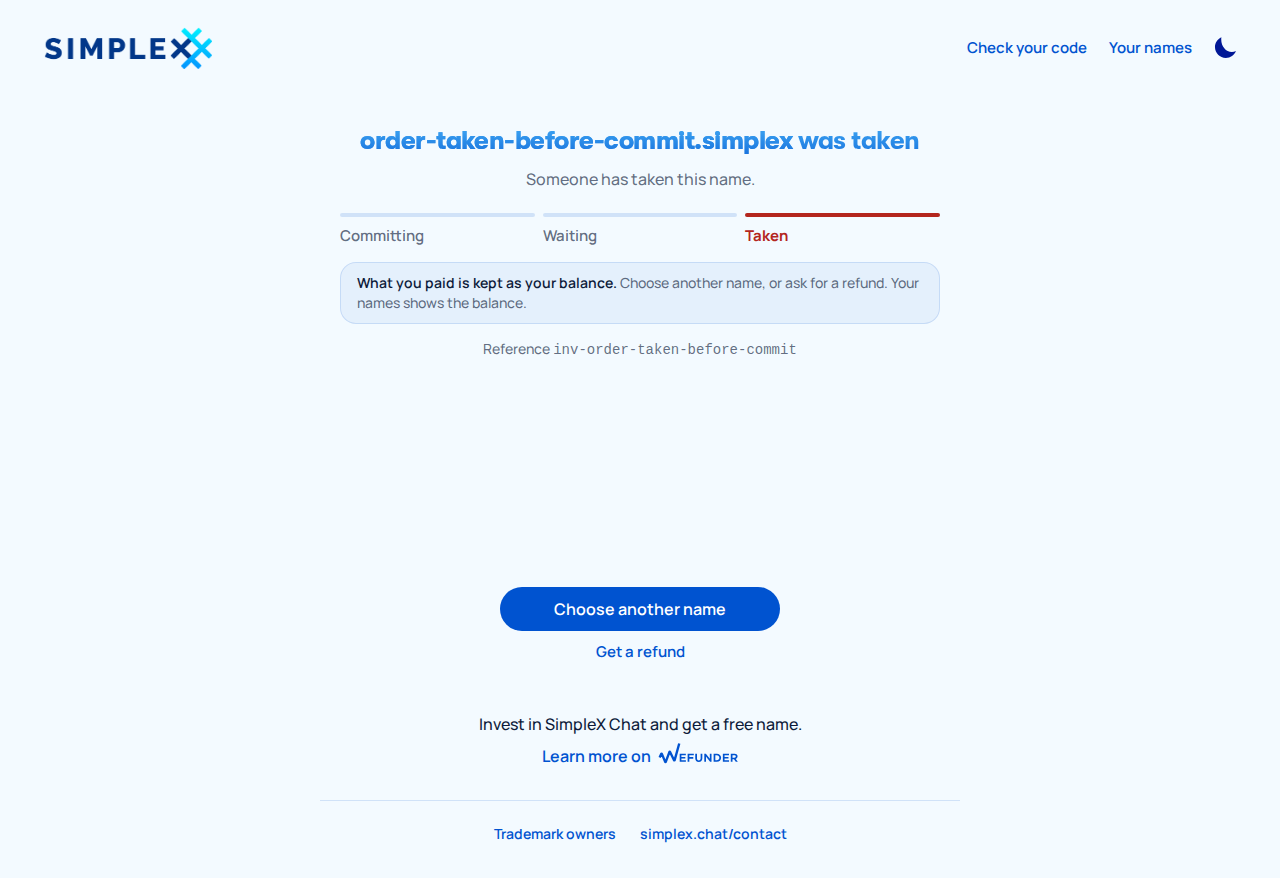 SIMPLEX
Check your code
Your names
order-taken-before-commit.simplex was taken
Someone has taken this name.
Committing
Waiting
Taken
What you paid is kept as your balance. Choose another name, or ask for a refund. Your
names shows the balance.
Reference inv-order-taken-before-commit
Choose another name
Get a refund
Invest in SimpleX Chat and get a free name.
Learn more on WEFUNDER
Trademark owners
simplex.chat/contact